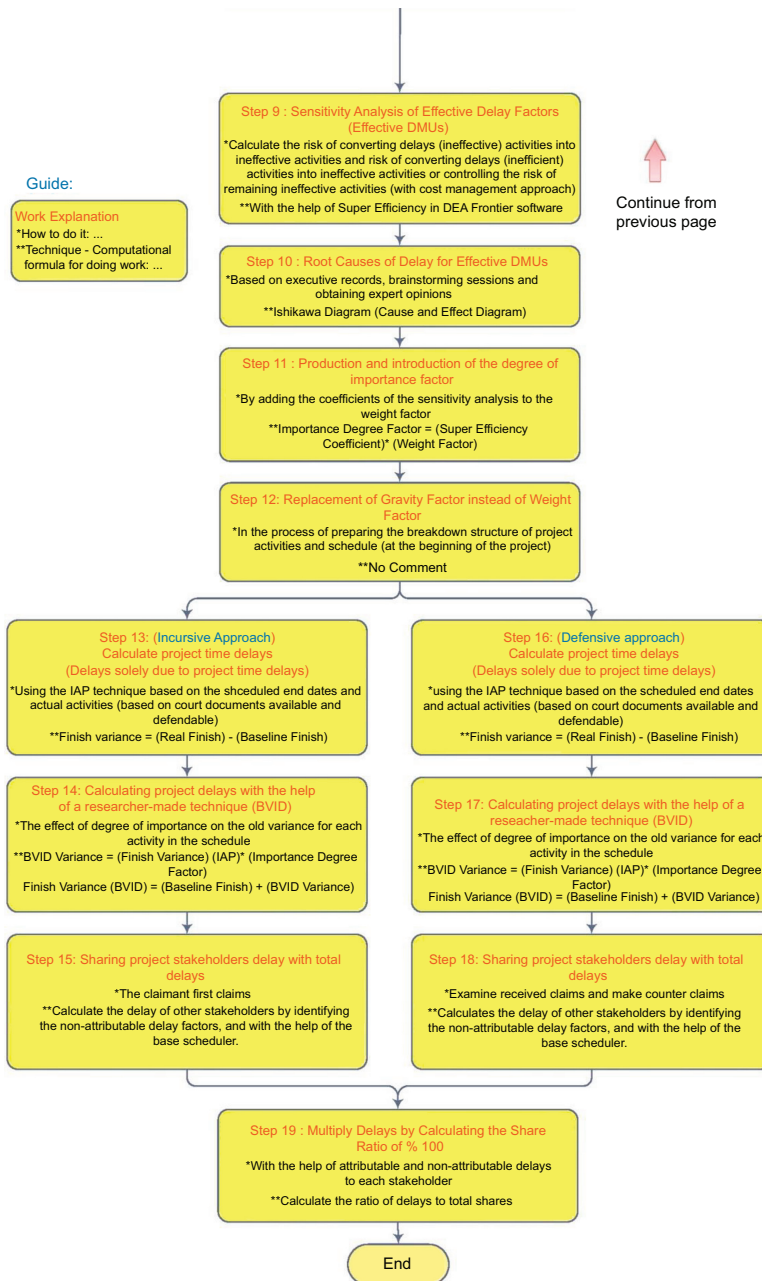 Step 9 : Sensitivity Analysis of Effective Delay Factors
(Effective DMUs)
*Calculate the risk of converting delays (ineffective) activities into
ineffective activities and risk of converting delays (inefficient)
activities into ineffective activities or controlling the risk of
remaining ineffective activities (with cost management approach)
**With the help of Super Efficiency in DEA Frontier software
Continue from
previous page
Guide:
Work Explanation
*How to do it: ...
**Technique - Computational
formula for doing work: ...
Step 10 : Root Causes of Delay for Effective DMUs
*Based on executive records, brainstorming sessions and
obtaining expert opinions
**Ishikawa Diagram (Cause and Effect Diagram)
Step 11 : Production and introduction of the degree of
importance factor
*By adding the coefficients of the sensitivity analysis to the
weight factor
**Importance Degree Factor = (Super Efficiency
Coefficient)* (Weight Factor)
Step 12: Replacement of Gravity Factor instead of Weight
Factor
*In the process of preparing the breakdown structure of project
activities and schedule (at the beginning of the project)
**No Comment
Step 13: (Incursive Approach)
Calculate project time delays
(Delays solely due to project time delays)
*Using the IAP technique based on the shceduled end dates and
actual activities (based on court documents available and
defendable)
**Finish variance = (Real Finish) - (Baseline Finish)
Step 16: (Defensive approach)
Calculate project time delays
(Delays solely due to project time delays)
*using the IAP technique based on the scheduled end dates
and actual activities (based on court documents available and
defendable)
**Finish variance = (Real Finish) - (Baseline Finish)
Step 14: Calculating project delays with the help
of a researcher-made technique (BVID)
*The effect of degree of importance on the old variance for each
activity in the schedule
**BVID Variance = (Finish Variance) (IAP)* (Importance Degree
Factor)
Finish Variance (BVID) = (Baseline Finish) + (BVID Variance)
Step 17: Calculating project delays with the help of a
reseacher-made technique (BVID)
*The effect of degree of importance on the old variance for each
activity in the schedule
**BVID Variance = (Finish Variance) (IAP)* (Importance Degree
Factor)
Finish Variance (BVID) = (Baseline Finish) + (BVID Variance)
Step 15: Sharing project stakeholders delay with total
delays
*The claimant first claims
**Calculate the delay of other stakeholders by identifying
the non-attributable delay factors, and with the help of the
base scheduler.
Step 18: Sharing project stakeholders delay with total
delays
*Examine received claims and make counter claims
**Calculates the delay of other stakeholders by identifying
the non-attributable delay factors, and with the help of the
base scheduler.
Step 19 : Multiply Delays by Calculating the Share
Ratio of % 100
*With the help of attributable and non-attributable delays
to each stakeholder
**Calculate the ratio of delays to total shares
End